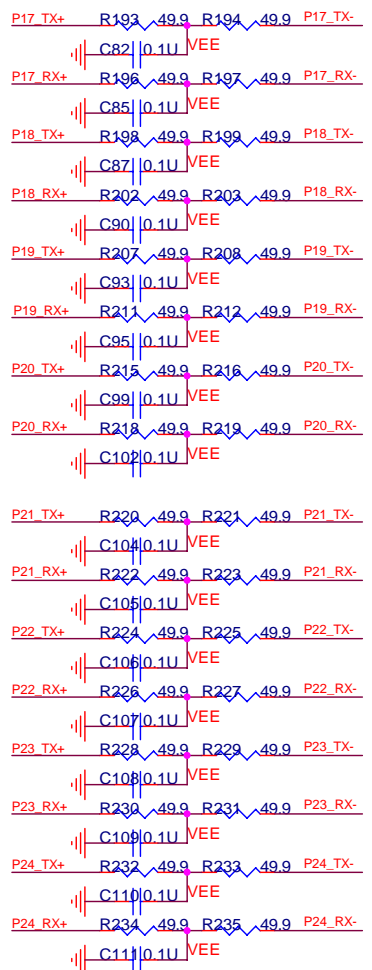 P17_TX+ R193 49.9 R194 49.9 P17_TX-
C82 0.1U VEE
P17_RX+ R196 49.9 R197 49.9 P17_RX-
C85 0.1U VEE
P18_TX+ R198 49.9 R199 49.9 P18_TX-
C87 0.1U VEE
P18_RX+ R202 49.9 R203 49.9 P18_RX-
C90 0.1U VEE
P19_TX+ R207 49.9 R208 49.9 P19_TX-
C93 0.1U VEE
P19_RX+ R211 49.9 R212 49.9 P19_RX-
C95 0.1U VEE
P20_TX+ R215 49.9 R216 49.9 P20_TX-
C99 0.1U VEE
P20_RX+ R218 49.9 R219 49.9 P20_RX-
C102 0.1U VEE
P21_TX+ R220 49.9 R221 49.9 P21_TX-
C104 0.1U VEE
P21_RX+ R222 49.9 R223 49.9 P21_RX-
C105 0.1U VEE
P22_TX+ R224 49.9 R225 49.9 P22_TX-
C106 0.1U VEE
P22_RX+ R226 49.9 R227 49.9 P22_RX-
C107 0.1U VEE
P23_TX+ R228 49.9 R229 49.9 P23_TX-
C108 0.1U VEE
P23_RX+ R230 49.9 R231 49.9 P23_RX-
C109 0.1U VEE
P24_TX+ R232 49.9 R233 49.9 P24_TX-
C110 0.1U VEE
P24_RX+ R234 49.9 R235 49.9 P24_RX-
C111 0.1U VEE